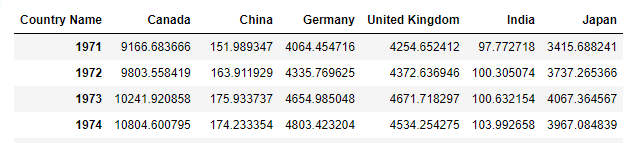 Country Name Canada China Germany United Kingdom India Japan
1971 9166.683666 151.989347 4064.454716 4254.652412 97.772718 3415.688241
1972 9803.558419 163.911929 4335.769625 4372.636946 100.305074 3737.265366
1973 10241.920858 175.933737 4654.985048 4671.718297 100.632154 4067.364567
1974 10804.600795 174.233354 4803.423204 4534.254275 103.992658 3967.084839